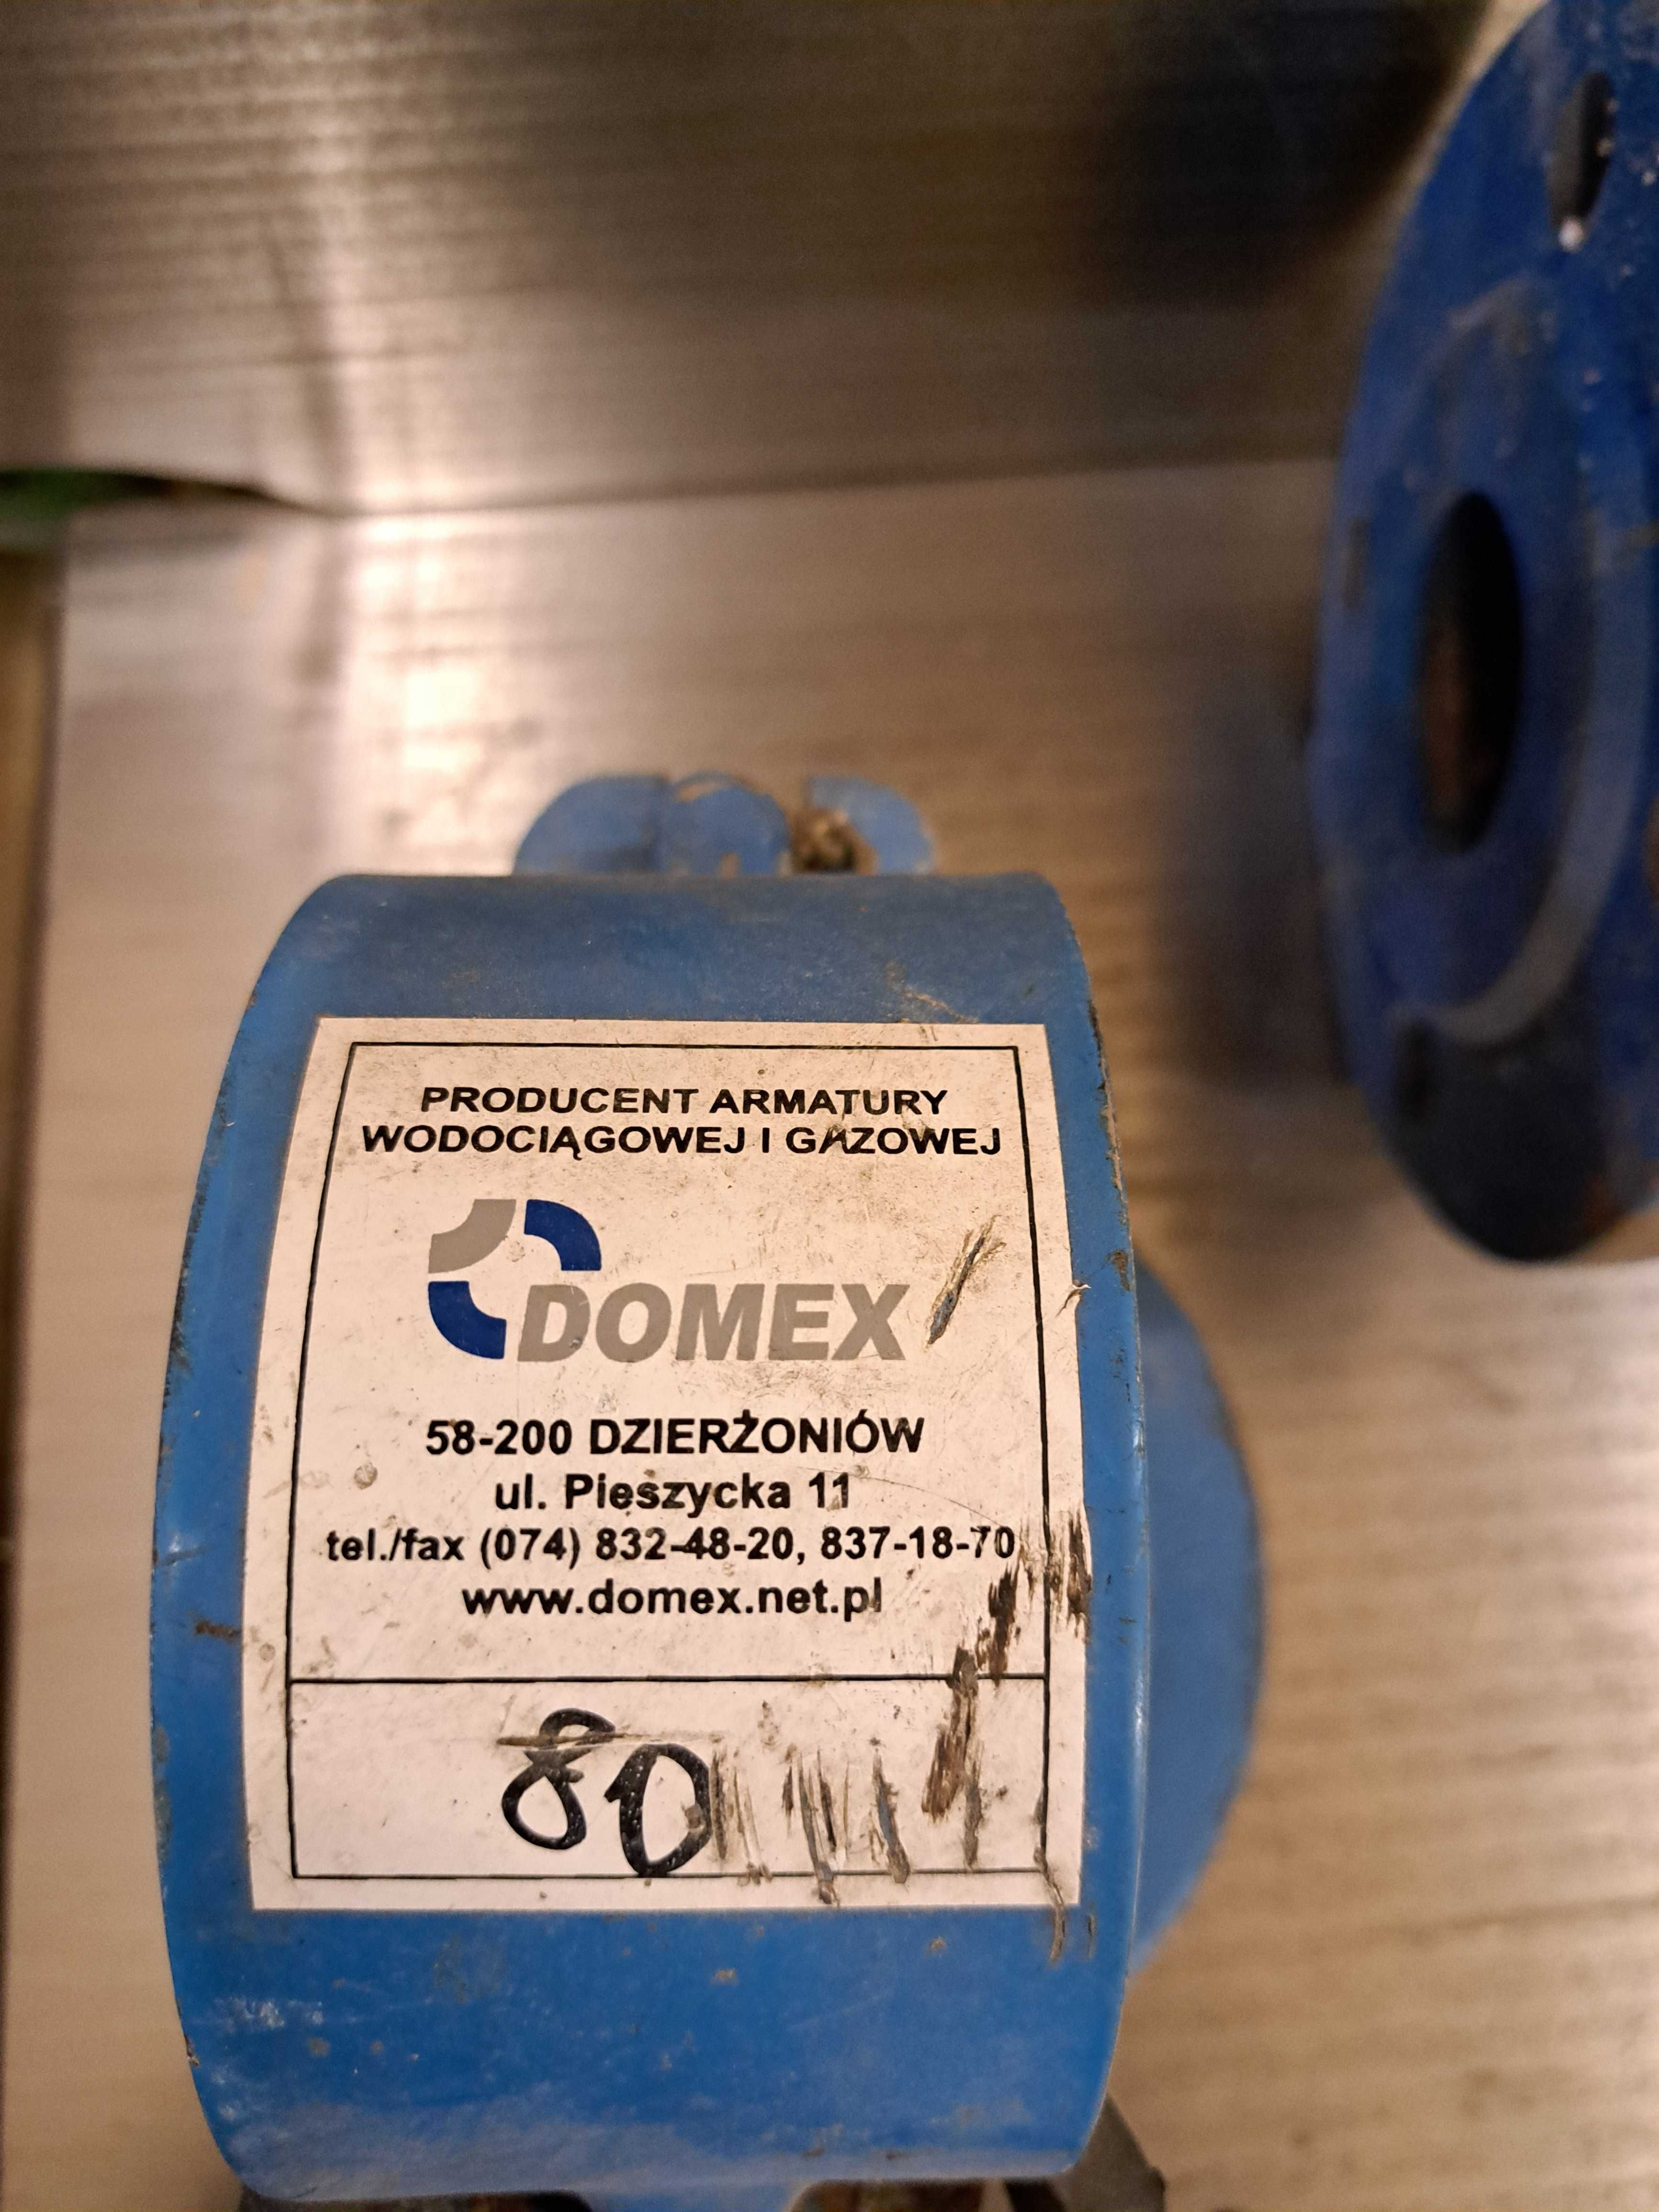 PRODUCENT ARMATURY
WODOCIĄGOWEJ I GAZOWEJ
DOMEX
58-200 DZIERŻONIÓW
ul. Pieszycka 11
tel./fax (074) 832-48-20, 837-18-70
www.domex.net.pl
80